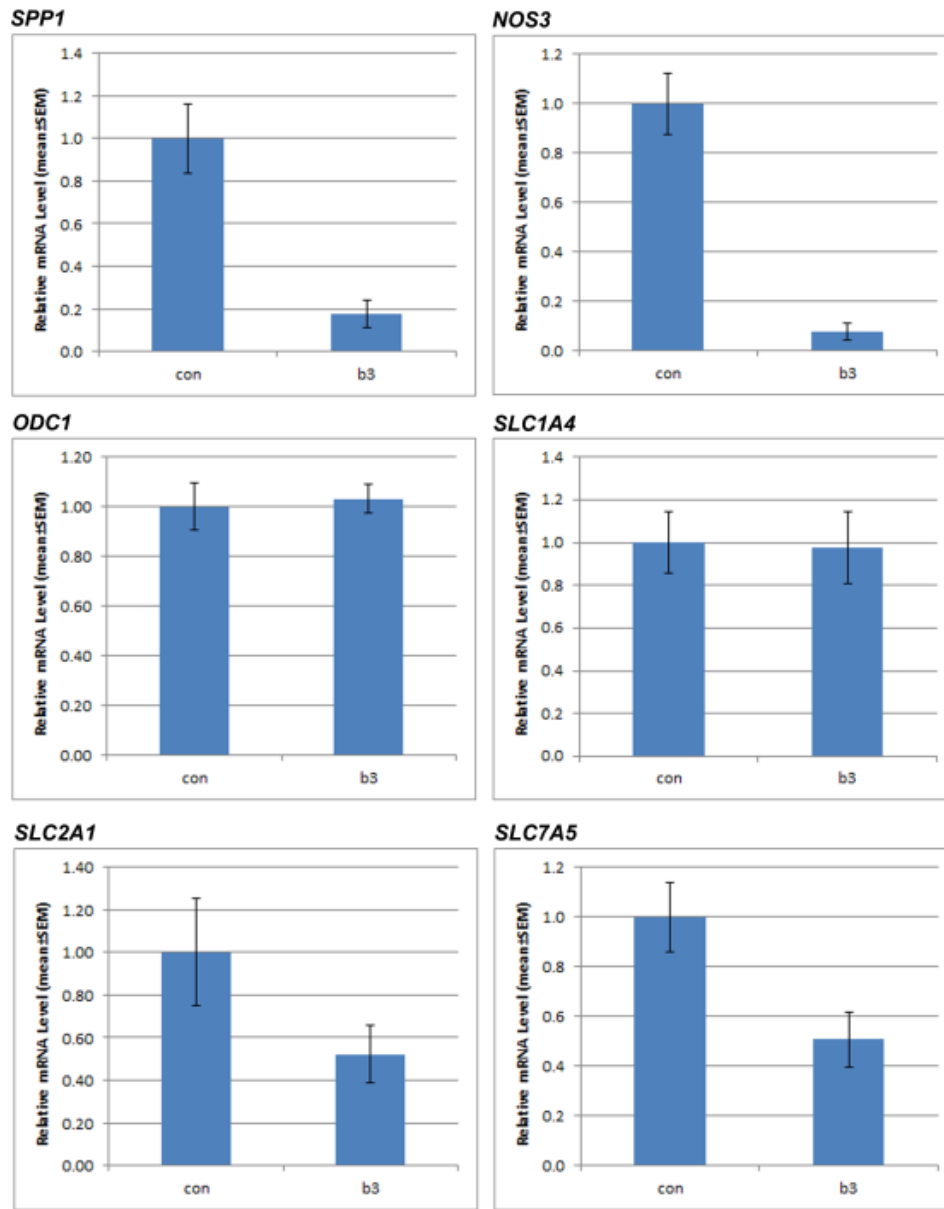 SPP1
Relative mRNA Level (mean±SEM)
1.4
1.2
1.0
0.8
0.6
0.4
0.2
0.0
con b3
NOS3
Relative mRNA Level (mean±SEM)
1.2
1.0
0.8
0.6
0.4
0.2
0.0
con b3
ODC1
Relative mRNA Level (mean±SEM)
1.20
1.00
0.80
0.60
0.40
0.20
0.00
con b3
SLC1A4
Relative mRNA Level (mean±SEM)
1.4
1.2
1.0
0.8
0.6
0.4
0.2
0.0
con b3
SLC2A1
Relative mRNA Level (mean±SEM)
1.40
1.20
1.00
0.80
0.60
0.40
0.20
0.00
con b3
SLC7A5
Relative mRNA Level (mean±SEM)
1.2
1.0
0.8
0.6
0.4
0.2
0.0
con b3